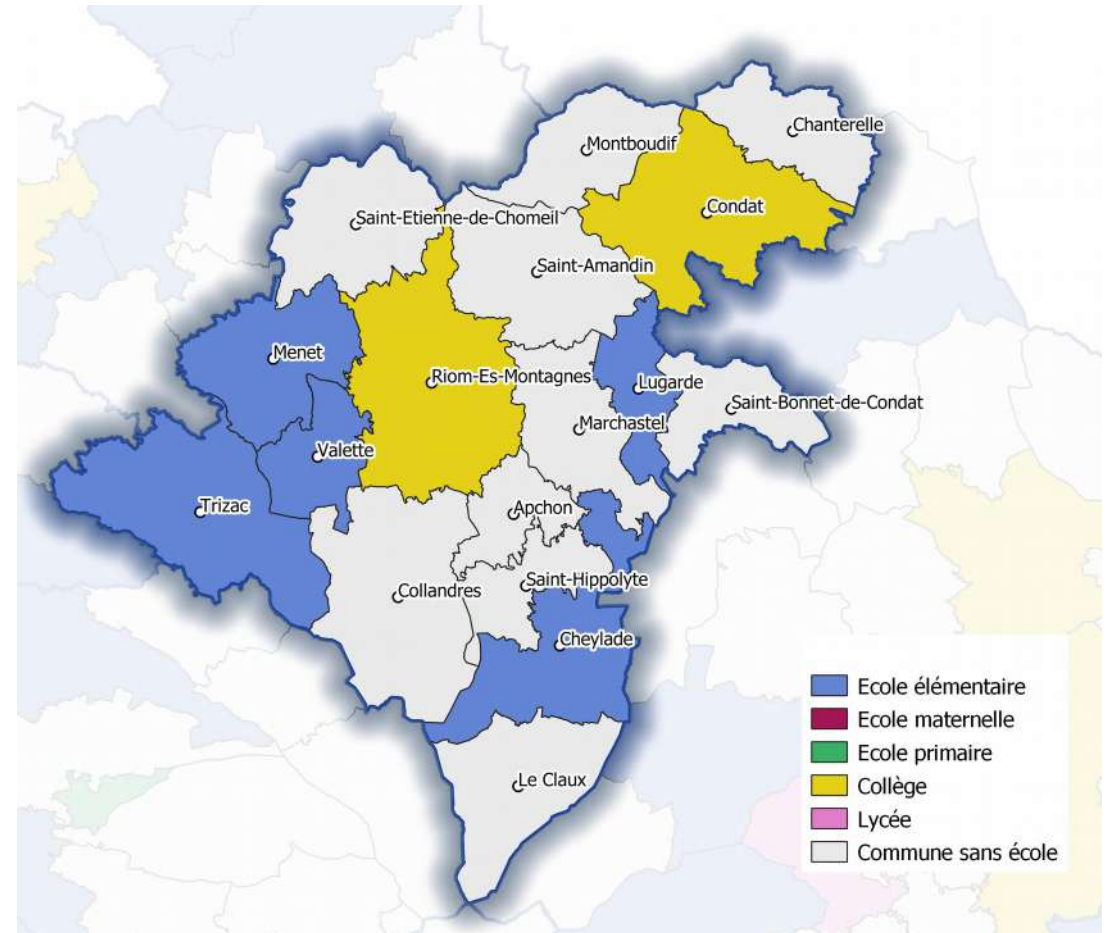 Chanterelle
Montboudif
Condat
Saint-Etienne-de-Chomeil
Saint-Amandin
Menet
Riom-Es-Montagnes
Lugarde
Saint-Bonnet-de-Condat
Marchastel
Valette
Trizac
Apchon
Saint-Hippolyte
Collandres
Cheylade
Le Claux
Ecole élémentaire
Ecole maternelle
Ecole primaire
Collège
Lycée
Commune sans école